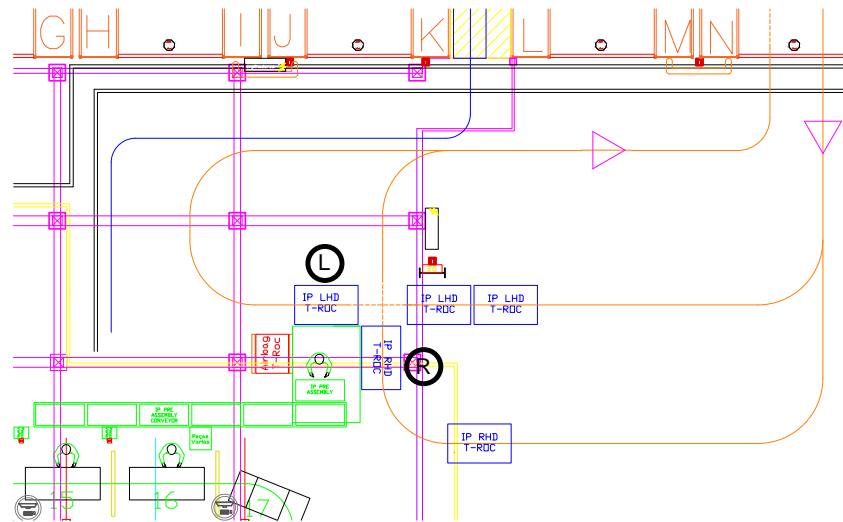 G H I J K L M N
L
IP LHD
T-ROC
IP LHD
T-ROC
IP LHD
T-ROC
Airbag
T-Roc
IP RHD
T-ROC
R
IP PRE
ASSEMBLY
IP PRE
ASSEMBLY
CONVEYOR
Peças
Varias
IP RHD
T-ROC
15 16 17